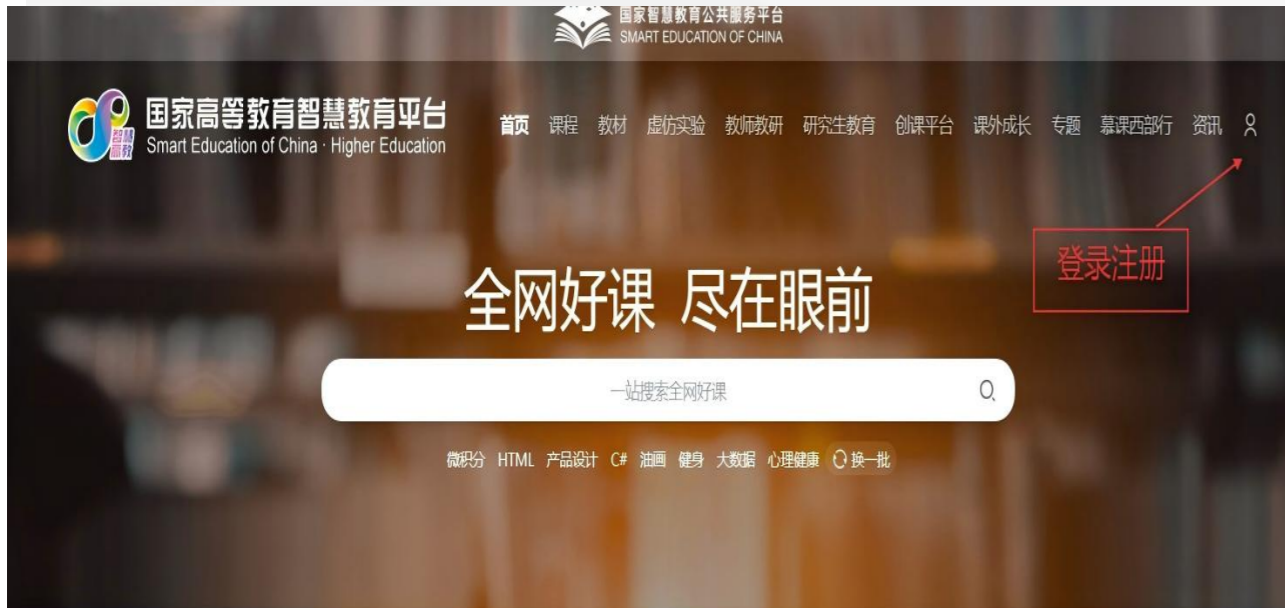 国家智慧教育公共服务平台
SMART EDUCATION OF CHINA
智慧
高教
国家高等教育智慧教育平台
Smart Education of China · Higher Education
首页 课程 教材 虚仿实验 教师教研 研究生教育 创课平台 课外成长 专题 慕课西部行 资讯
登录注册
全网好课 尽在眼前
一站搜索全网好课
微积分 HTML 产品设计 C# 油画 健身 大数据 心理健康 换一批